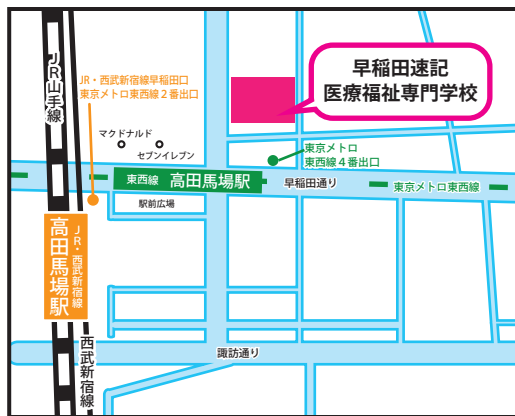 JR山手線
JR・西武新宿線早稲田口
東京メトロ東西線2番出口
早稲田速記
医療福祉専門学校
マクドナルド
セブンイレブン
東京メトロ
東西線4番出口
東西線 高田馬場駅
早稲田通り
東京メトロ東西線
駅前広場
JR・西武新宿線
高田馬場駅
西武新宿線
諏訪通り